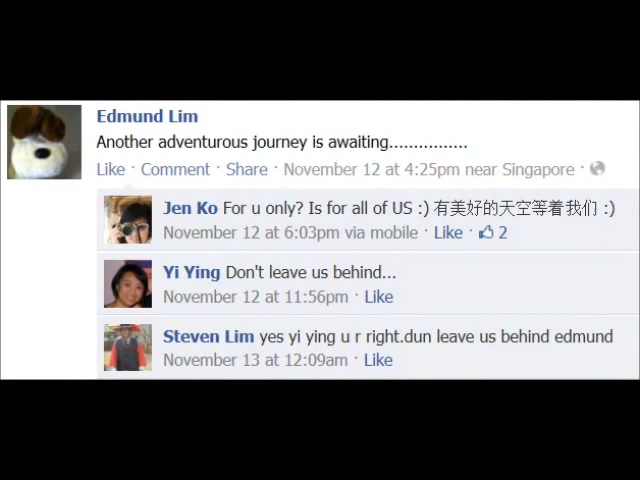 Edmund Lim
Another adventurous journey is awaiting................
Like · Comment · Share · November 12 at 4:25pm near Singapore ·
Jen Ko For u only? Is for all of US :) 有美好的天空等着我们 :)
November 12 at 6:03pm via mobile · Like · 2
Yi Ying Don't leave us behind...
November 12 at 11:56pm · Like
Steven Lim yes yi ying u r right.dun leave us behind edmund
November 13 at 12:09am · Like